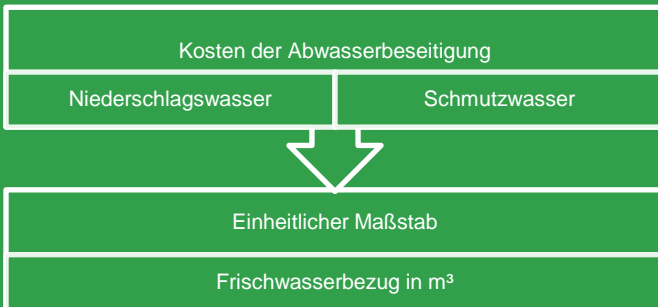 Kosten der Abwasserbeseitigung
Niederschlagswasser
Schmutzwasser
Einheitlicher Maßstab
Frischwasserbezug in m³